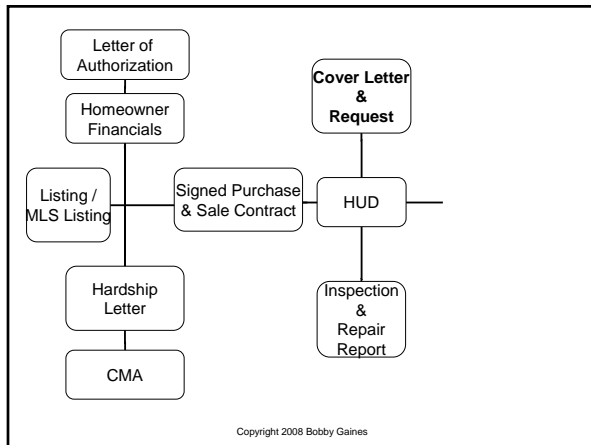 Letter of
Authorization
Homeowner
Financials
Listing /
MLS Listing
Hardship
Letter
CMA
Signed Purchase
& Sale Contract
Cover Letter
&
Request
HUD
Inspection
&
Repair
Report
Copyright 2008 Bobby Gaines